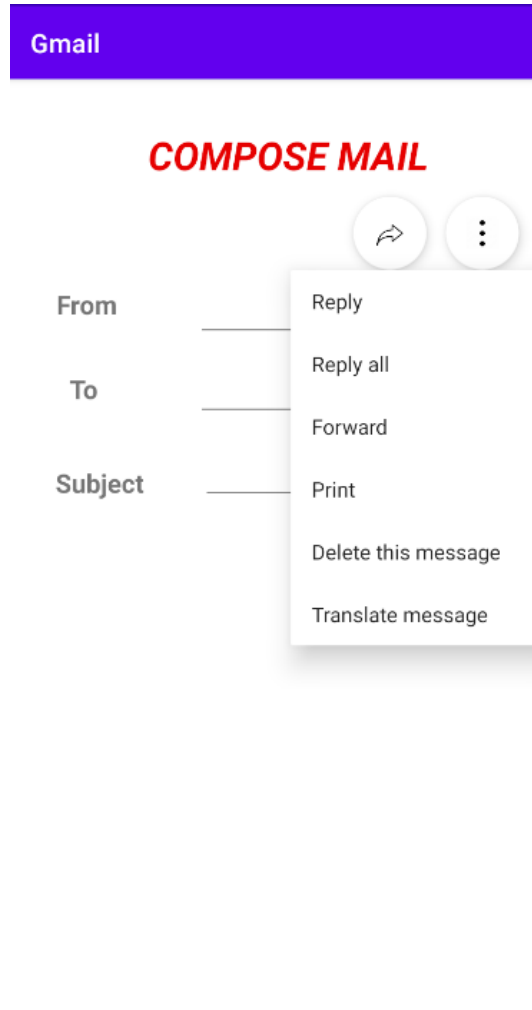 Gmail
COMPOSE MAIL
From
To
Subject
Reply
Reply all
Forward
Print
Delete this message
Translate message